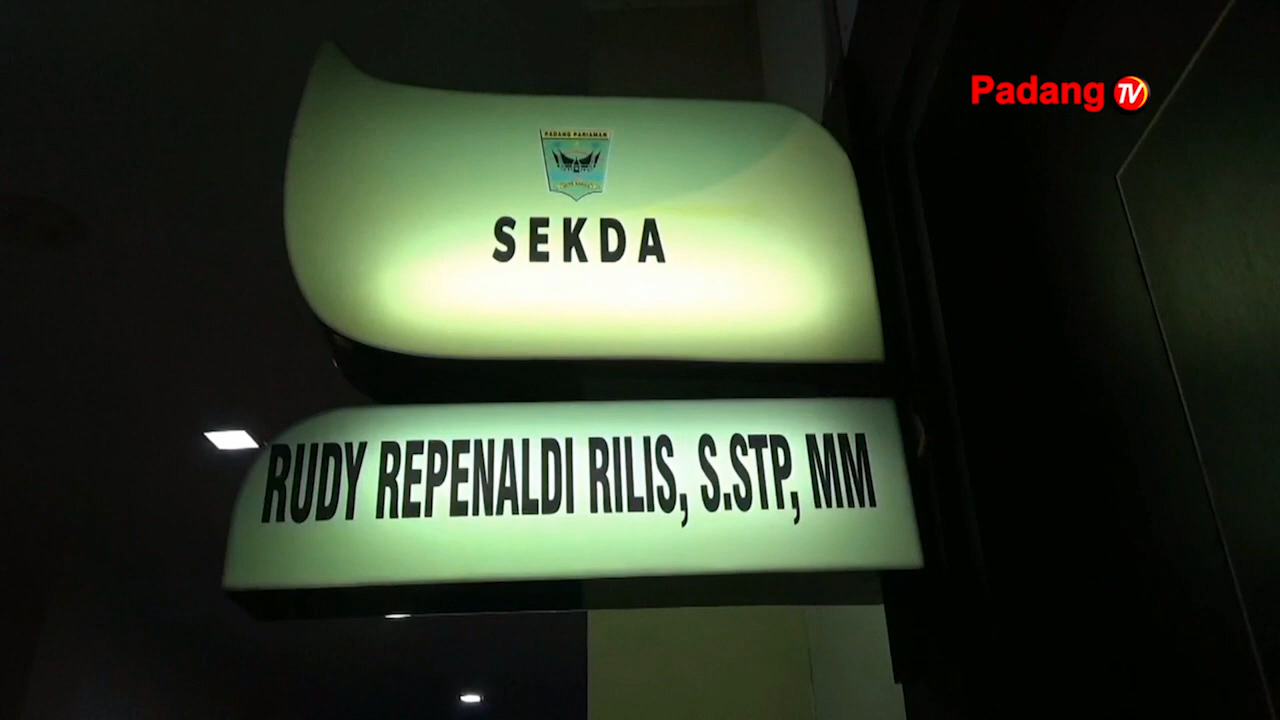 Padang TV
PADANG PARIAMAN
SEKDA
RUDY REPENALDI RILIS, S.STP, MM